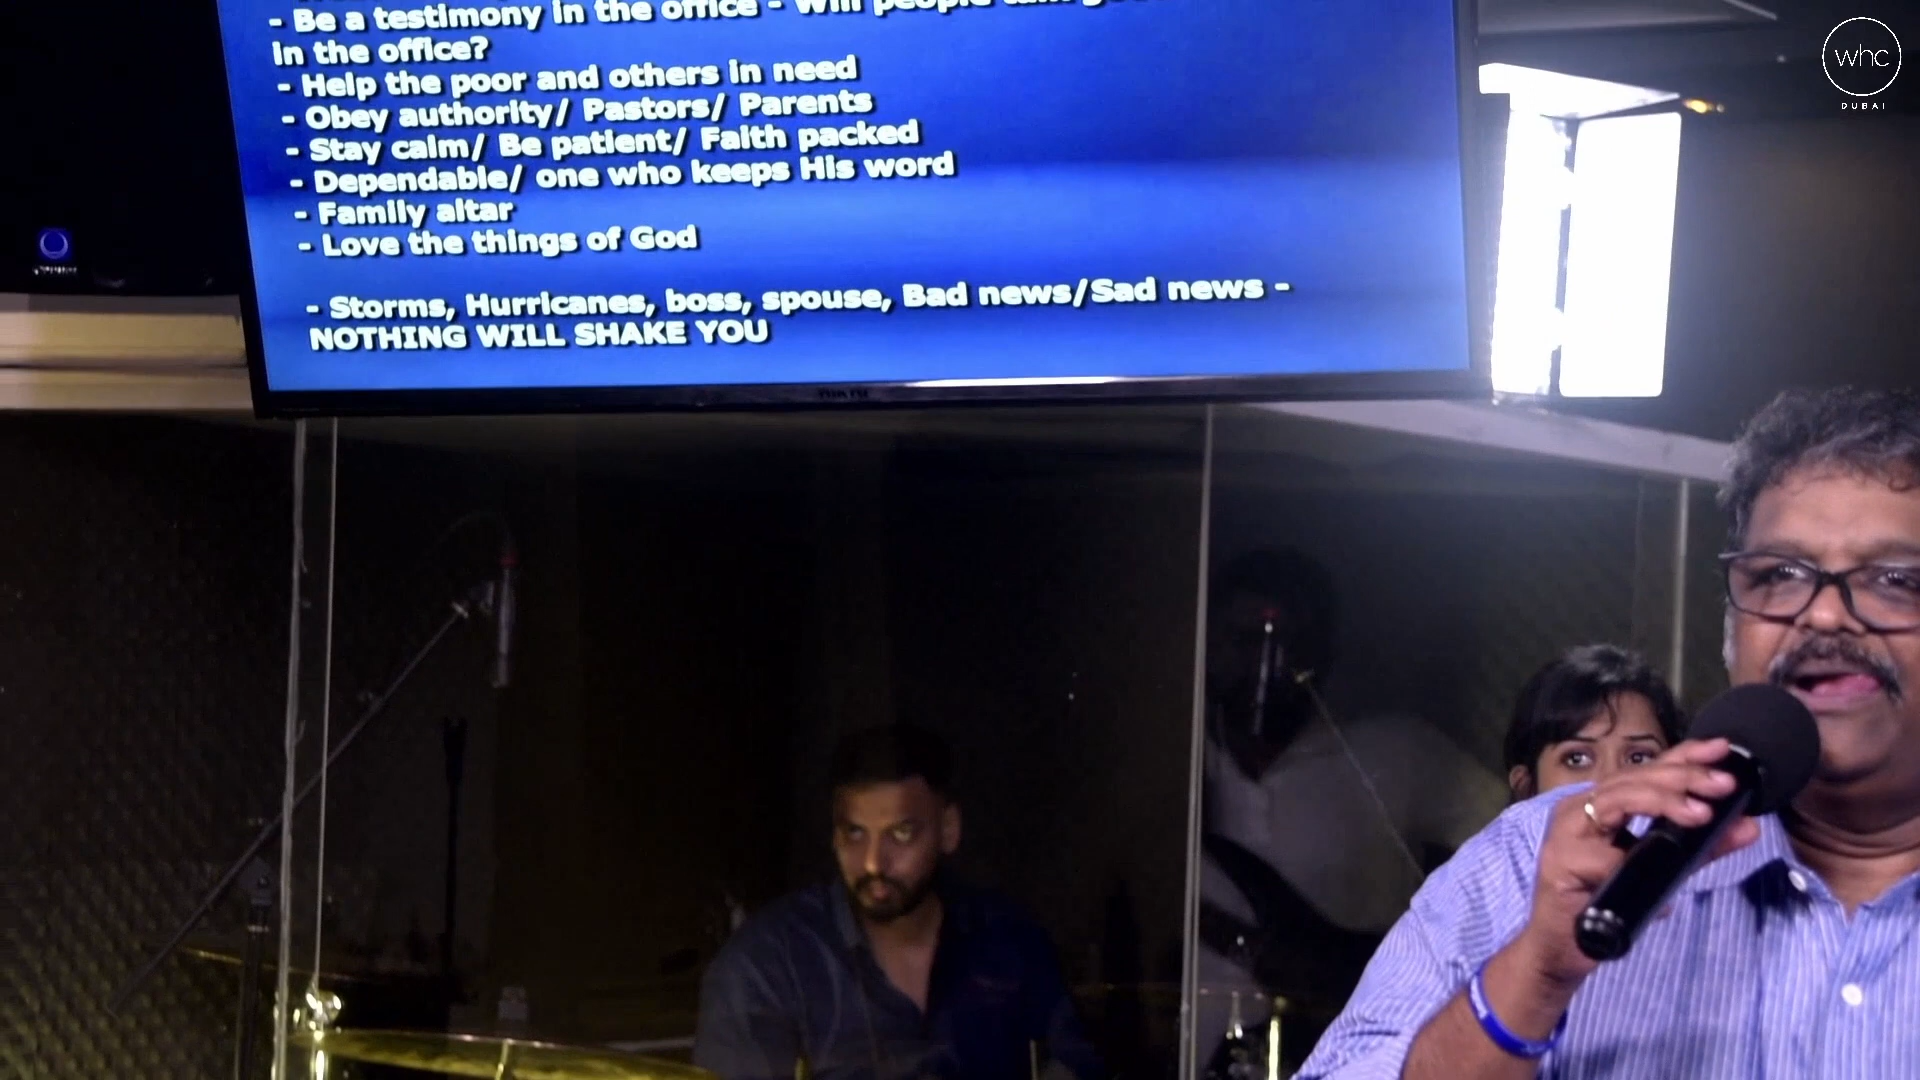 - Be a testimony in the office - Will people
in the office?
- Help the poor and others in need
- Obey authority/ Pastors/ Parents
- Stay calm/ Be patient/ Faith packed
- Dependable/ one who keeps His word
- Family altar
- Love the things of God
- Storms, Hurricanes, boss, spouse, Bad news/Sad news -
NOTHING WILL SHAKE YOU
whc
DUBAI